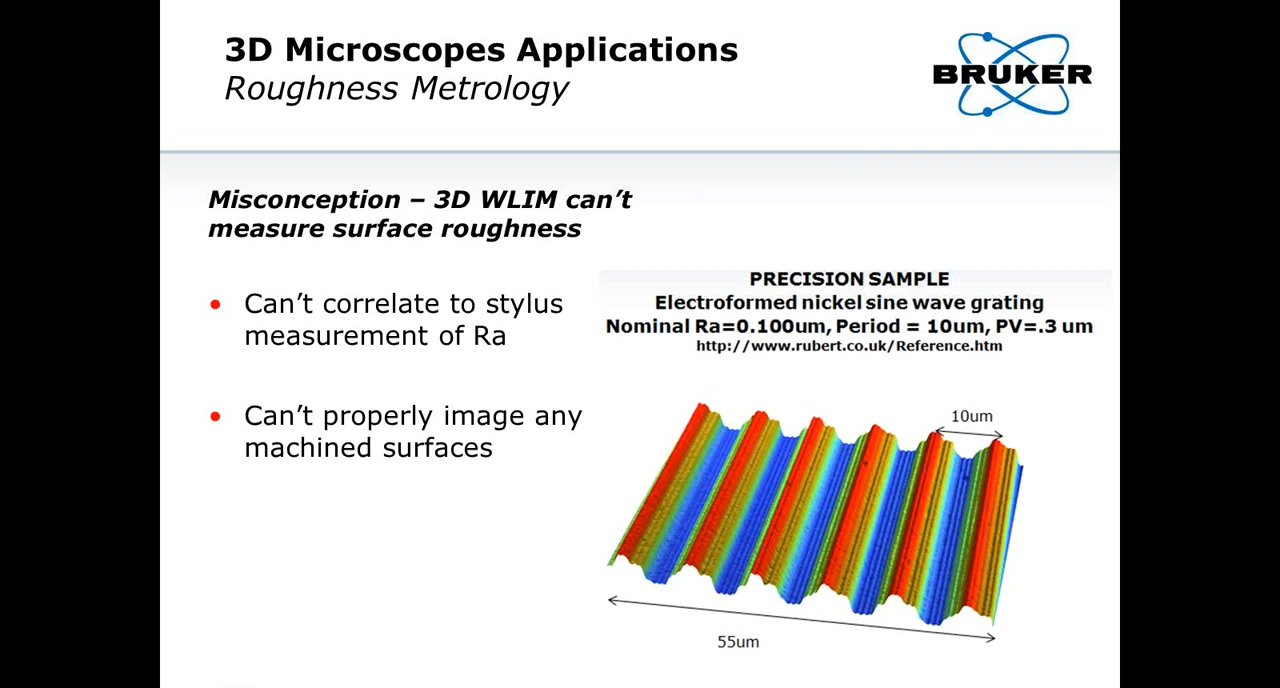 3D Microscopes Applications
Roughness Metrology
BRUKER
Misconception – 3D WLIM can’t
measure surface roughness
• Can’t correlate to stylus
measurement of Ra
• Can’t properly image any
machined surfaces
PRECISION SAMPLE
Electroformed nickel sine wave grating
Nominal Ra=0.100um, Period = 10um, PV=.3 um
http://www.rubert.co.uk/Reference.htm
10um
55um